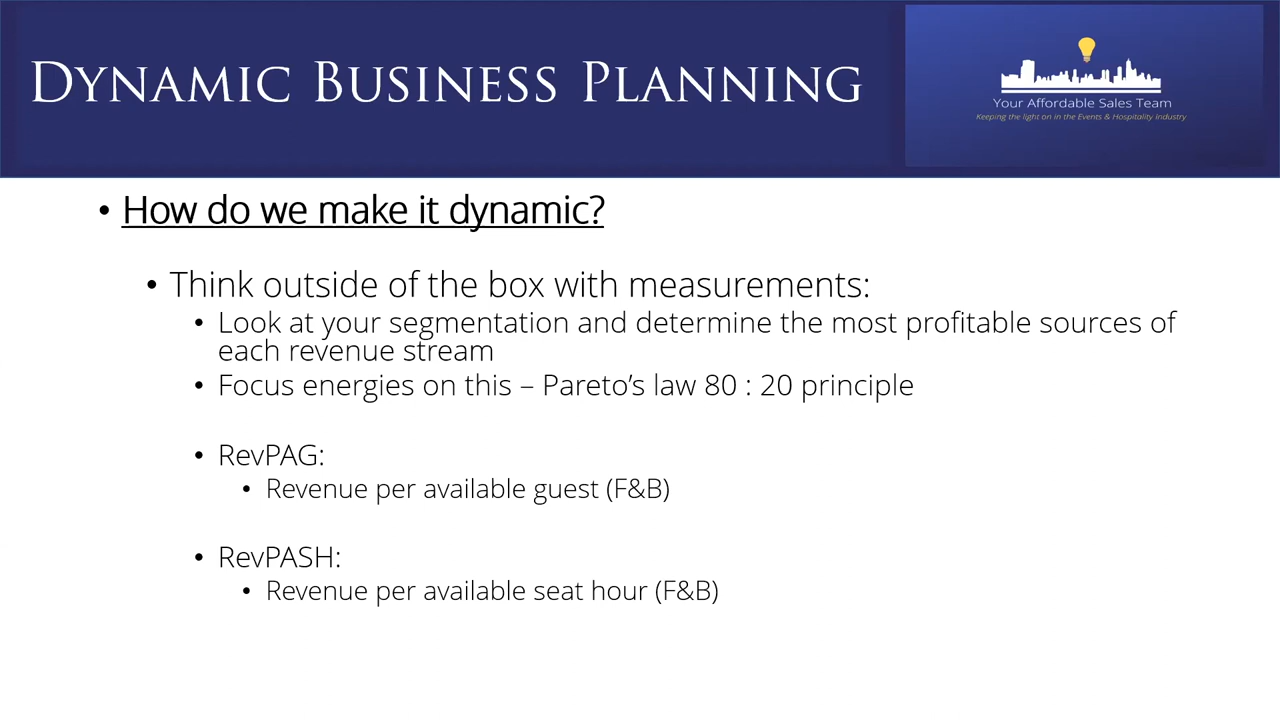 Dynamic Business Planning
Your Affordable Sales Team
Keeping the light on in the Events & Hospitality Industry
• How do we make it dynamic?
• Think outside of the box with measurements:
• Look at your segmentation and determine the most profitable sources of
each revenue stream
• Focus energies on this – Pareto’s law 80 : 20 principle
• RevPAG:
• Revenue per available guest (F&B)
• RevPASH:
• Revenue per available seat hour (F&B)